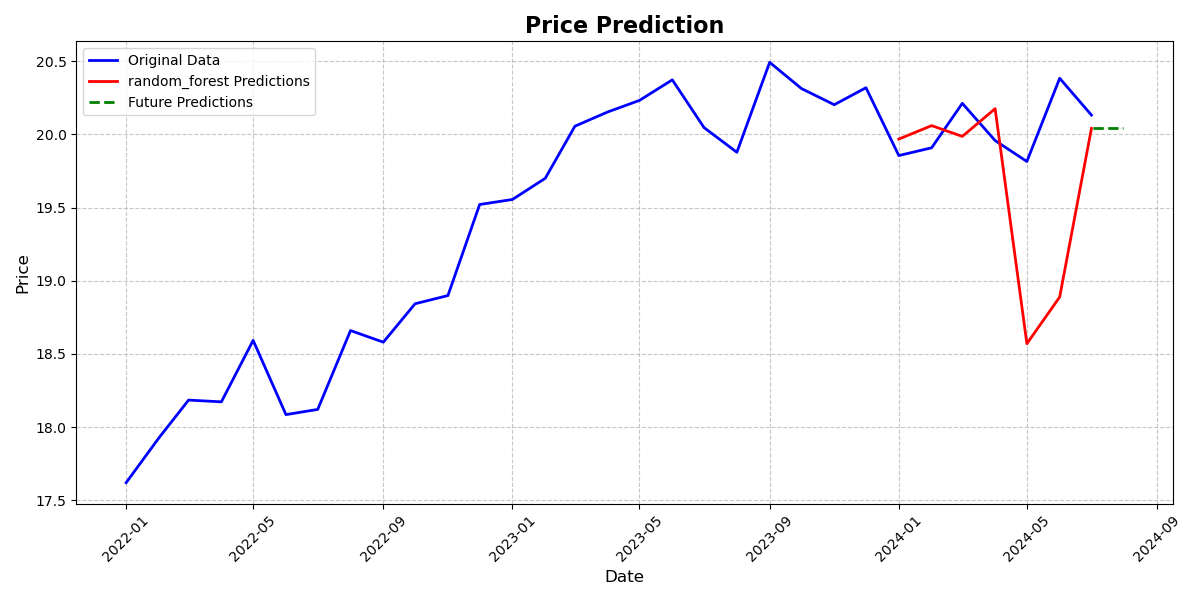 Price Prediction
Original Data
random_forest Predictions
Future Predictions
Price
20.5
20.0
19.5
19.0
18.5
18.0
17.5
2022-01
2022-05
2022-09
2023-01
2023-05
2023-09
2024-01
2024-05
2024-09
Date